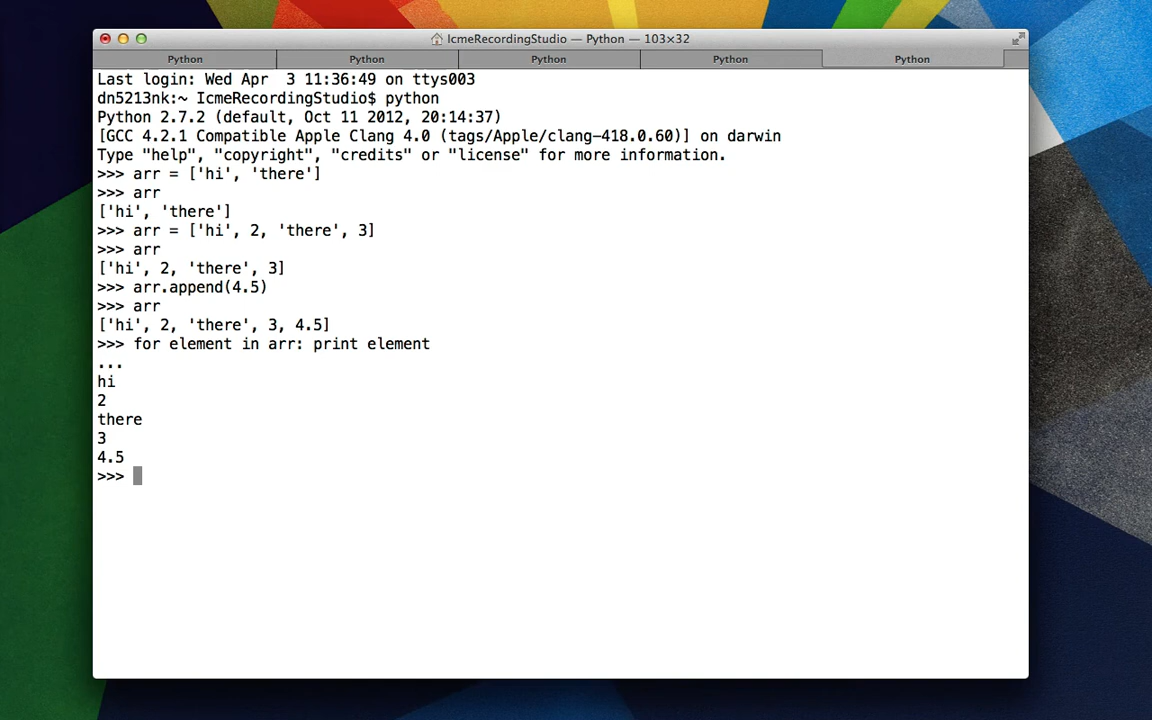 IcmeRecordingStudio — Python — 103×32
Python Python Python Python Python
Last login: Wed Apr  3 11:36:49 on ttys003
dn5213nk:~ IcmeRecordingStudio$ python
Python 2.7.2 (default, Oct 11 2012, 20:14:37)
[GCC 4.2.1 Compatible Apple Clang 4.0 (tags/Apple/clang-418.0.60)] on darwin
Type "help", "copyright", "credits" or "license" for more information.
>>> arr = ['hi', 'there']
>>> arr
['hi', 'there']
>>> arr = ['hi', 2, 'there', 3]
>>> arr
['hi', 2, 'there', 3]
>>> arr.append(4.5)
>>> arr
['hi', 2, 'there', 3, 4.5]
>>> for element in arr: print element
...
hi
2
there
3
4.5
>>>